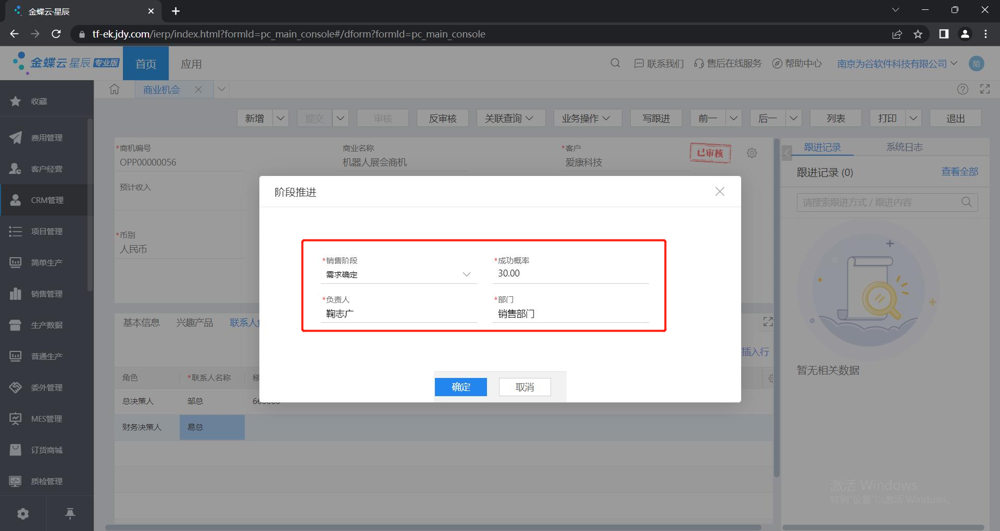 金蝶云·星辰
tf-ek.jdy.com/ierp/index.html?formId=pc_main_console#/dform?formId=pc_main_console
金蝶云 星辰 专业版 首页 应用 联系我们 售后在线服务 帮助中心 南京为谷软件科技有限公司 陌
商业机会
收藏
费用管理
客户经营
CRM管理
项目管理
简单生产
销售管理
生产数据
普通生产
委外管理
MES管理
订货商城
质检管理
新增 提交 审核 反审核 关联查询 业务操作 写跟进 前一 后一 列表 打印 退出
*商机编号 商业名称 *客户
OPP00000056 机器人展会商机 爱康科技
已审核
预计收入
*币别
人民币
阶段推进
*销售阶段 *成功概率
需求确定 30.00
*负责人 *部门
鞠志广 销售部门
确定 取消
基本信息 兴趣产品 联系人
插入行
角色 *联系人名称 移
总决策人 邹总
财务决策人 易总
跟进记录 系统日志
跟进记录 (0) 查看全部
请搜索跟进方式 / 跟进内容
暂无相关数据
激活 Windows
转到"设置"以激活 Windows。